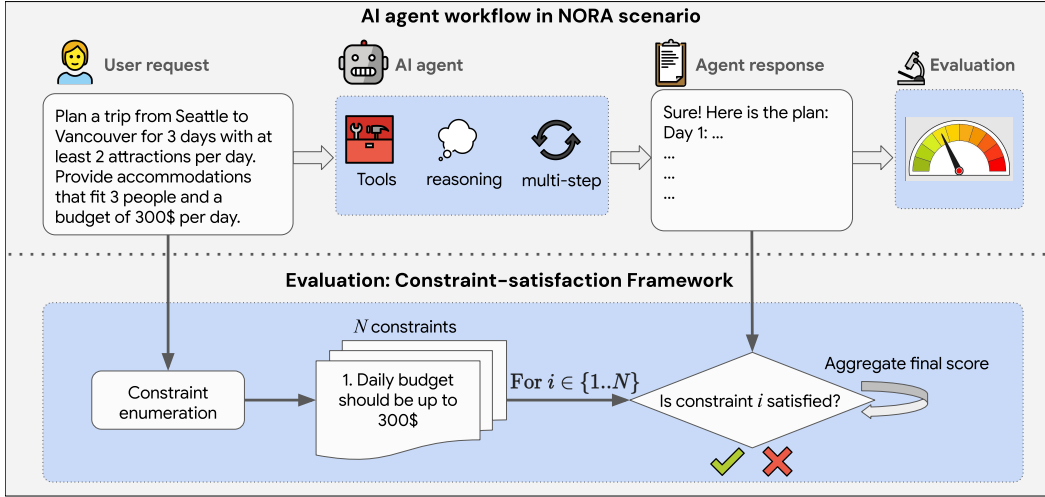 AI agent workflow in NORA scenario
User request
AI agent
Agent response
Evaluation
Plan a trip from Seattle to
Vancouver for 3 days with at
least 2 attractions per day.
Provide accommodations
that fit 3 people and a
budget of 300$ per day.
Tools
reasoning
multi-step
Sure! Here is the plan:
Day 1: ...
...
...
...
Evaluation: Constraint-satisfaction Framework
Constraint
enumeration
N constraints
1. Daily budget
should be up to
300$
For i ∈ {1..N}
Is constraint i satisfied?
Aggregate final score